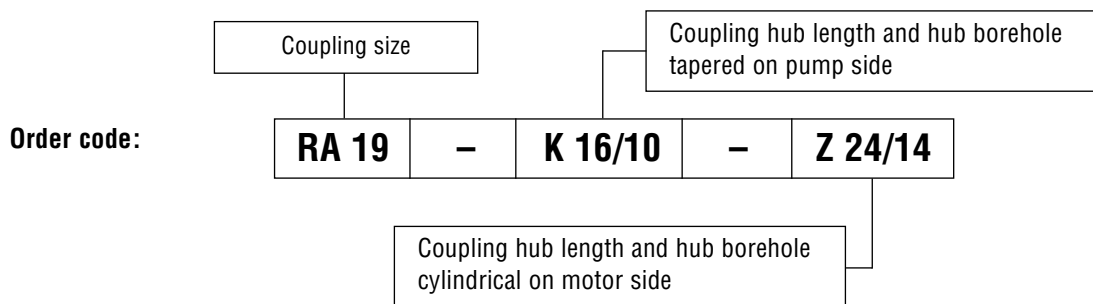 Coupling size
Coupling hub length and hub borehole
tapered on pump side
Order code:
RA 19 – K 16/10 – Z 24/14
Coupling hub length and hub borehole
cylindrical on motor side